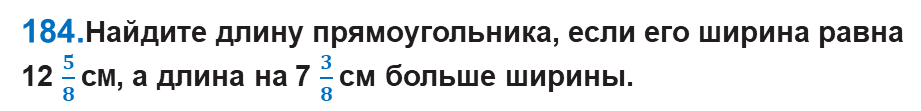 184.Найдите длину прямоугольника, если его ширина равна
12 5/8 см, а длина на 7 3/8 см больше ширины.